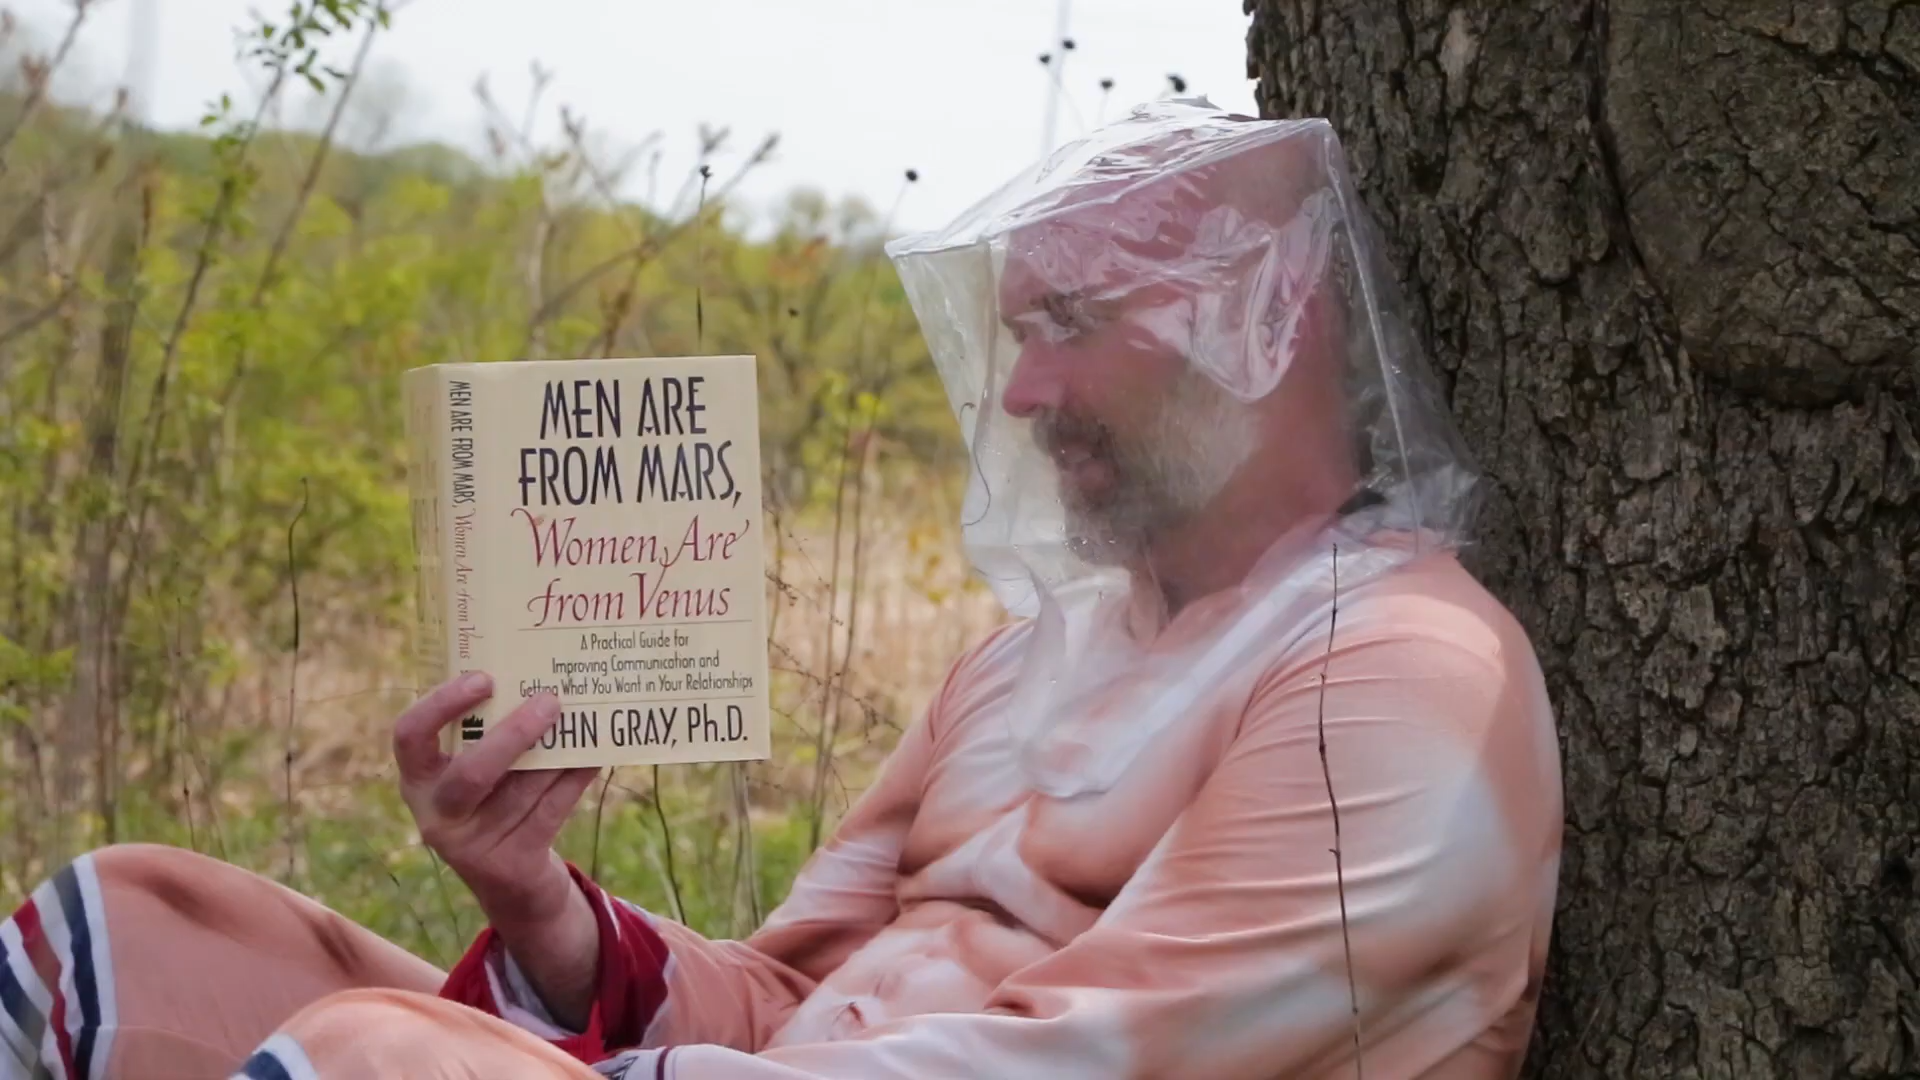 MEN ARE FROM MARS, Women Are from Venus
MEN ARE
FROM MARS,
Women Are
from Venus
A Practical Guide for
Improving Communication and
Getting What You Want in Your Relationships
JOHN GRAY, Ph.D.